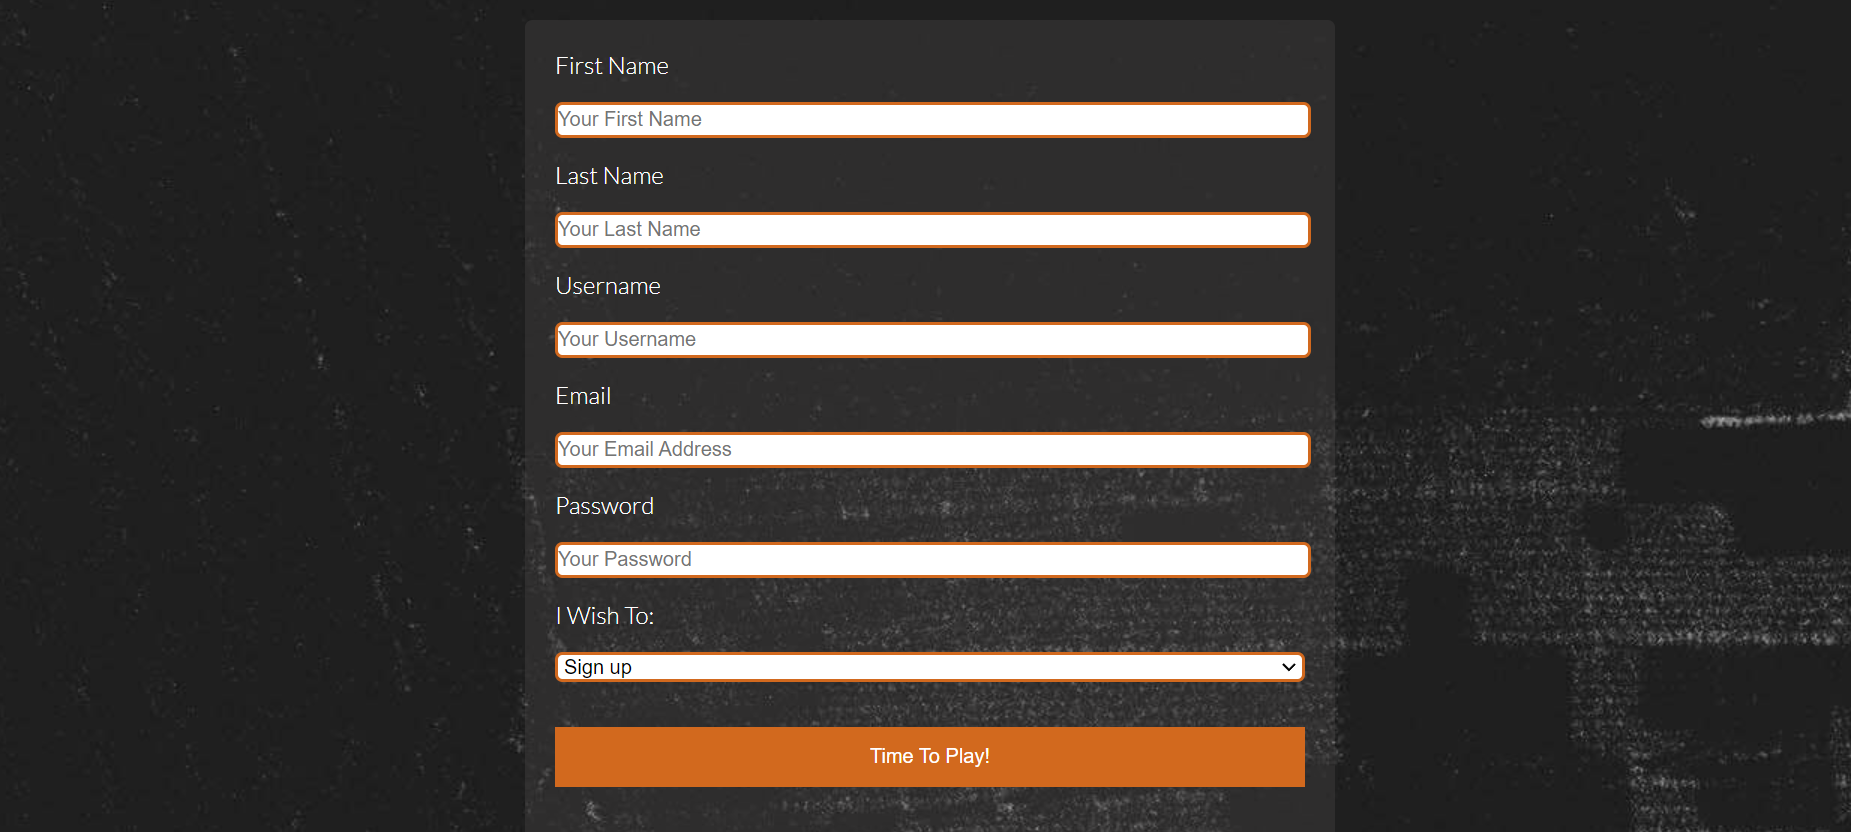 First Name
Your First Name
Last Name
Your Last Name
Username
Your Username
Email
Your Email Address
Password
Your Password
I Wish To:
Sign up
Time To Play!